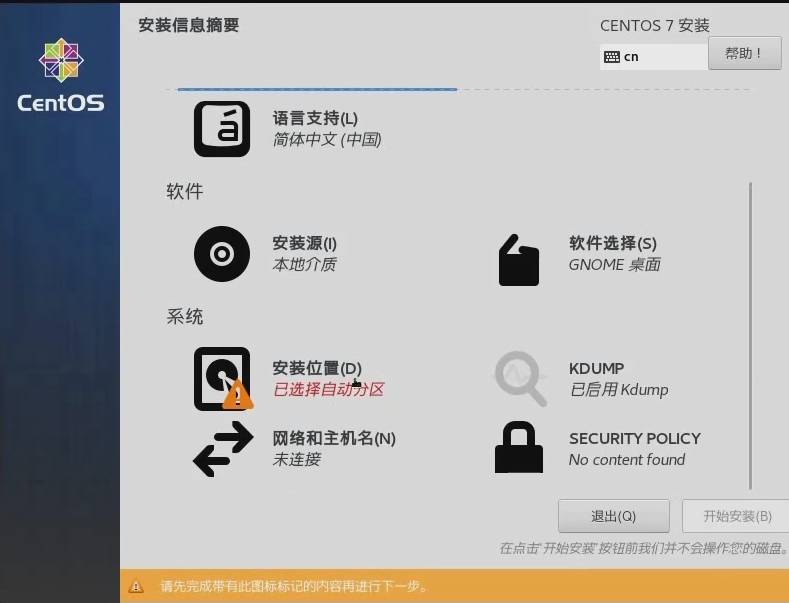 安装信息摘要
CENTOS 7 安装
cn
帮助！
CentOS
语言支持(L)
简体中文 (中国)
软件
安装源(I)
本地介质
软件选择(S)
GNOME 桌面
系统
安装位置(D)
已选择自动分区
KDUMP
已启用 Kdump
网络和主机名(N)
未连接
SECURITY POLICY
No content found
退出(Q)
开始安装(B)
在点击'开始安装'按钮前我们并不会操作您的磁盘。
请先完成带有此图标标记的内容再进行下一步。